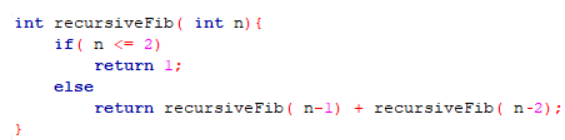 int recursiveFib( int n){
    if( n <= 2)
        return 1;
    else
        return recursiveFib( n-1) + recursiveFib( n-2);
}